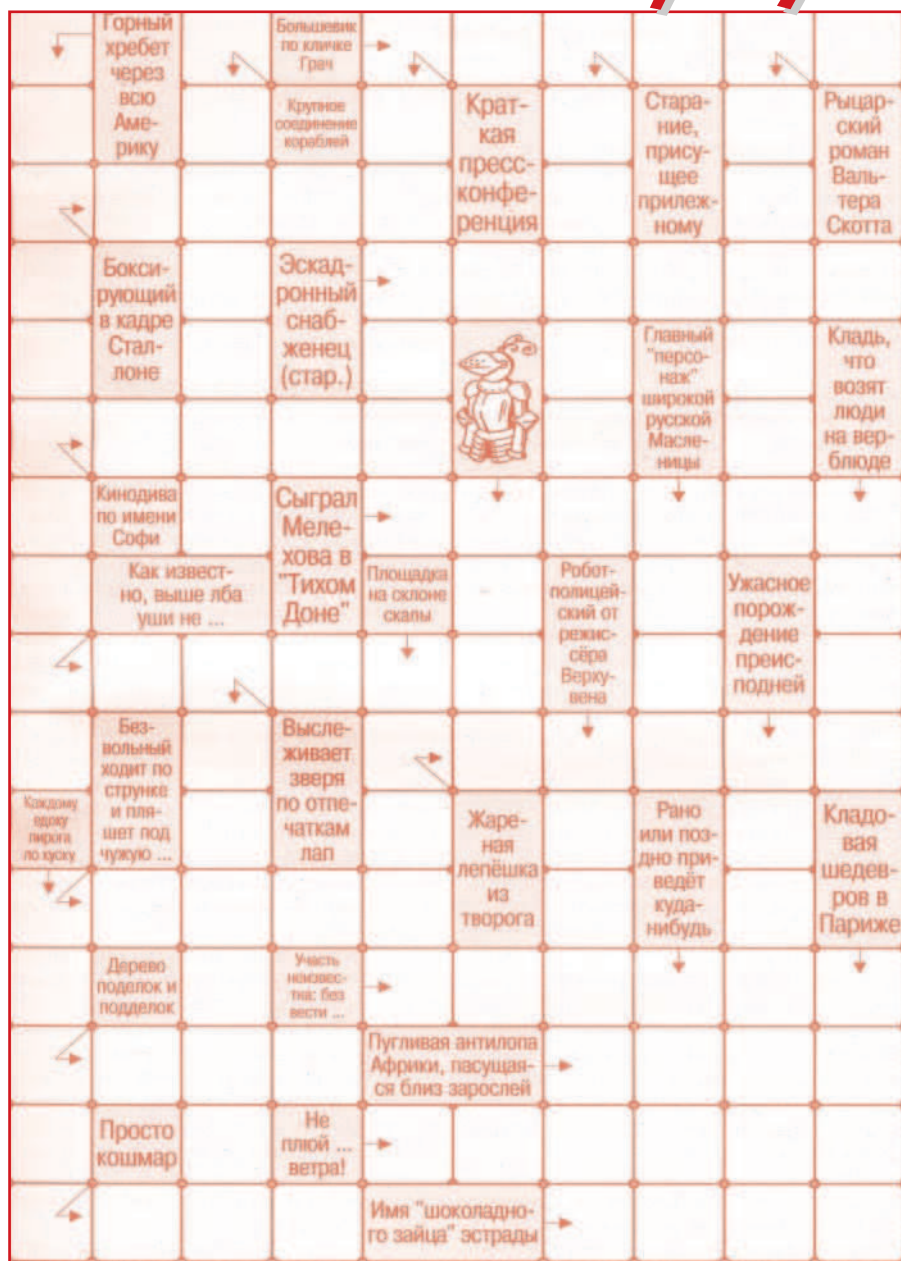 Горный
хребет
через
всю
Аме-
рику
Большевик
по кличке
Грач
Крупное
соединение
кораблей
Крат-
кая
пресс-
конфе-
ренция
Стара-
ние,
прису-
щее
прилеж-
ному
Рыцар-
ский
роман
Валь-
тера
Скотта
Бокси-
рующий
в кадре
Стал-
лоне
Эскад-
ронный
снаб-
женец
(стар.)
Главный
"персо-
наж"
широкой
русской
Масле-
ницы
Кладь,
что
возят
люди
на вер-
блюде
Кинодива
по имени
Софи
Сыграл
Меле-
хова в
"Тихом
Доне"
Как извест-
но, выше лба
уши не ...
Площадка
на склоне
скалы
Робот-
полицей-
ский от
режис-
сёра
Верху-
вена
Ужасное
порож-
дение
преис-
подней
Без-
вольный
ходит по
струнке
и пля-
шет под
чужую ...
Высле-
живает
зверя
по отпе-
чаткам
лап
Каждому
едоку
пирога
по куску
Жаре-
ная
лепёшка
из
творога
Рано
или поз-
дно при-
ведёт
куда-
нибудь
Кладо-
вая
шедев-
ров в
Париже
Дерево
поделок и
подделок
Участь
неизвес-
тна: без
вести ...
Пугливая антилопа
Африки, пасущая-
ся близ зарослей
Просто
кошмар
Не
плюй ...
ветра!
Имя "шоколадно-
го зайца" эстрады